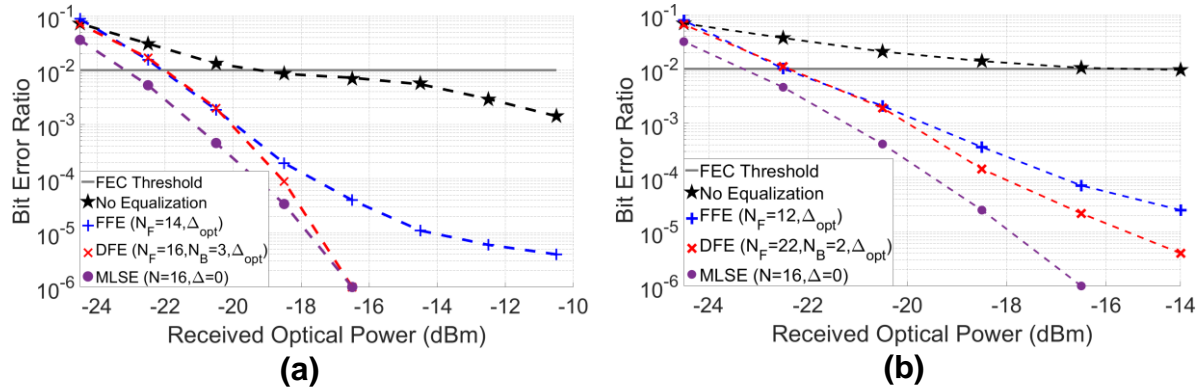 10^-1
10^-2
10^-3
10^-4
10^-5
10^-6
Bit Error Ratio
FEC Threshold
No Equalization
FFE (N_F=14,Δ_opt)
DFE (N_F=16,N_B=3,Δ_opt)
MLSE (N=16,Δ=0)
-24 -22 -20 -18 -16 -14 -12 -10
Received Optical Power (dBm)
(a)
10^-1
10^-2
10^-3
10^-4
10^-5
10^-6
Bit Error Ratio
FEC Threshold
No Equalization
FFE (N_F=12,Δ_opt)
DFE (N_F=22,N_B=2,Δ_opt)
MLSE (N=16,Δ=0)
-24 -22 -20 -18 -16 -14
Received Optical Power (dBm)
(b)